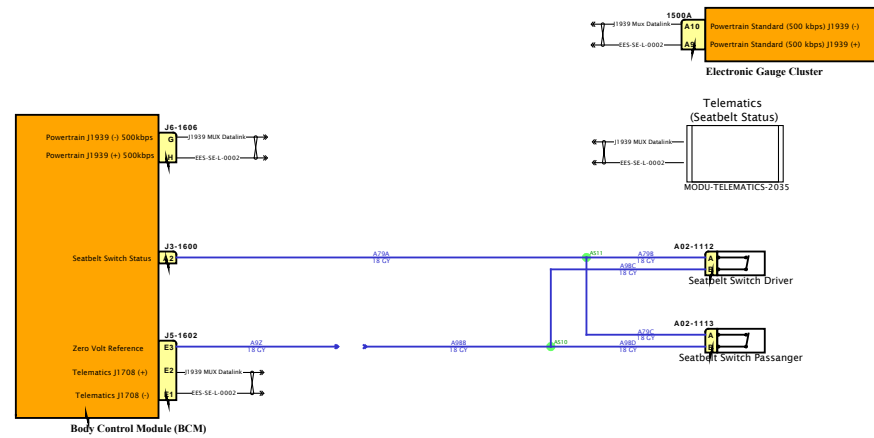 1500A
J1939 Mux Datalink
A10
Powertrain Standard (500 kbps) J1939 (-)
EES-SE-L-0002
A9
Powertrain Standard (500 kbps) J1939 (+)
Electronic Gauge Cluster
Telematics
(Seatbelt Status)
J1939 MUX Datalink
EES-SE-L-0002
MODU-TELEMATICS-2035
J6-1606
Powertrain J1939 (-) 500kbps
G
J1939 MUX Datalink
Powertrain J1939 (+) 500kbps
H
EES-SE-L-0002
J3-1600
Seatbelt Switch Status
A2
A79A
18 GY
AS11
A79B
18 GY
A98C
18 GY
A02-1112
A
B
Seatbelt Switch Driver
A02-1113
A79C
18 GY
A
B
A98D
18 GY
Seatbelt Switch Passanger
J5-1602
Zero Volt Reference
E3
A9Z
18 GY
A98B
18 GY
AS10
Telematics J1708 (+)
E2
J1939 MUX Datalink
Telematics J1708 (-)
E1
EES-SE-L-0002
Body Control Module (BCM)